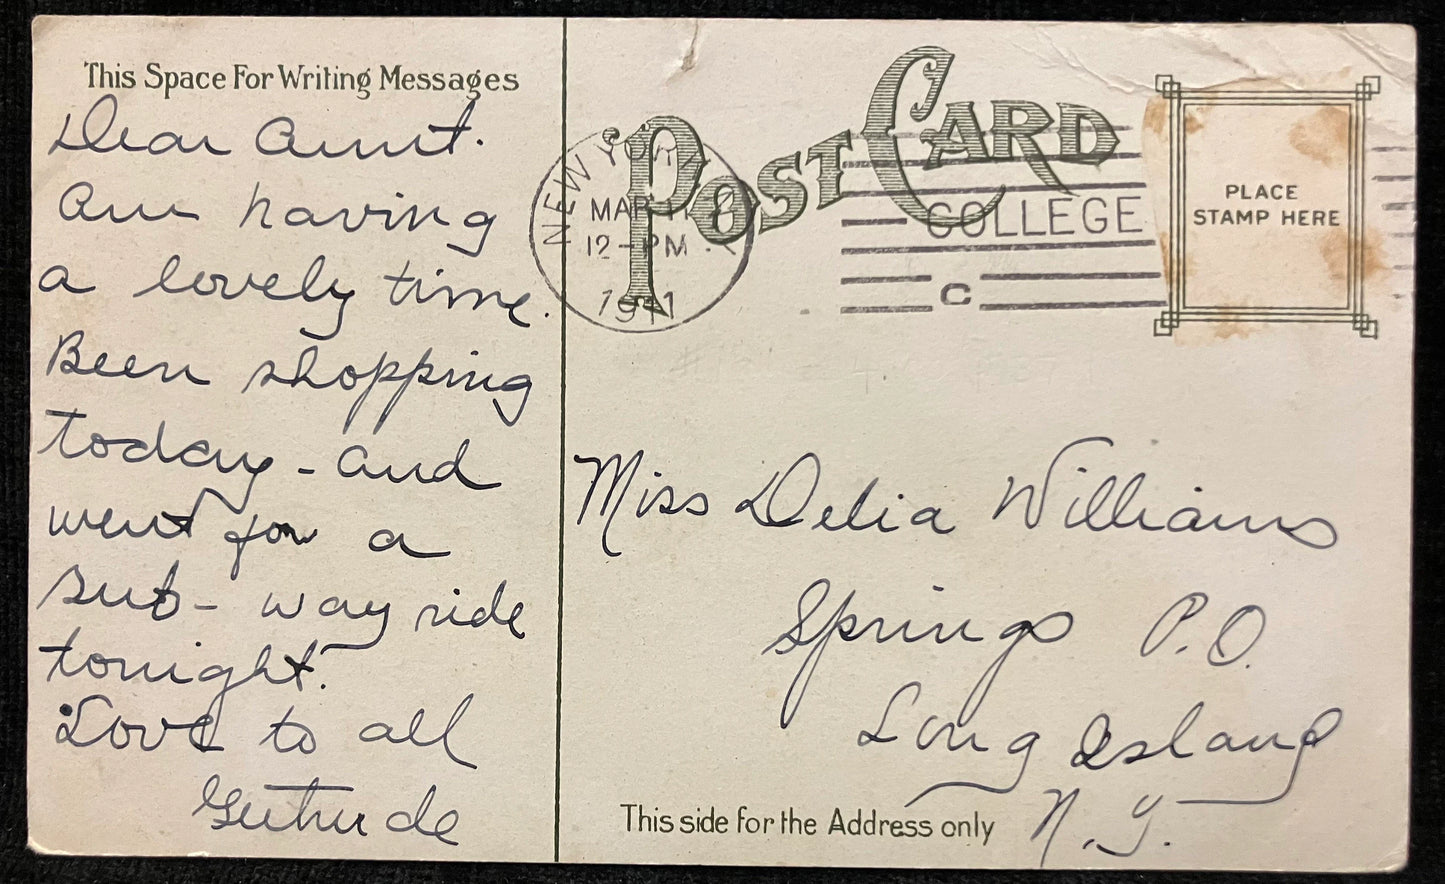 This Space For Writing Messages
Dear Aunt.
Am having
a lovely time.
Been shopping
today - and
went for a
sub-way ride
tonight.
Love to all
Gertrude
POST CARD
NEW YORK
MAR 11
12-PM
1911
COLLEGE
C
PLACE
STAMP HERE
Miss Delia Williams
Springs P.O.
Long Island
N.Y.
This side for the Address only